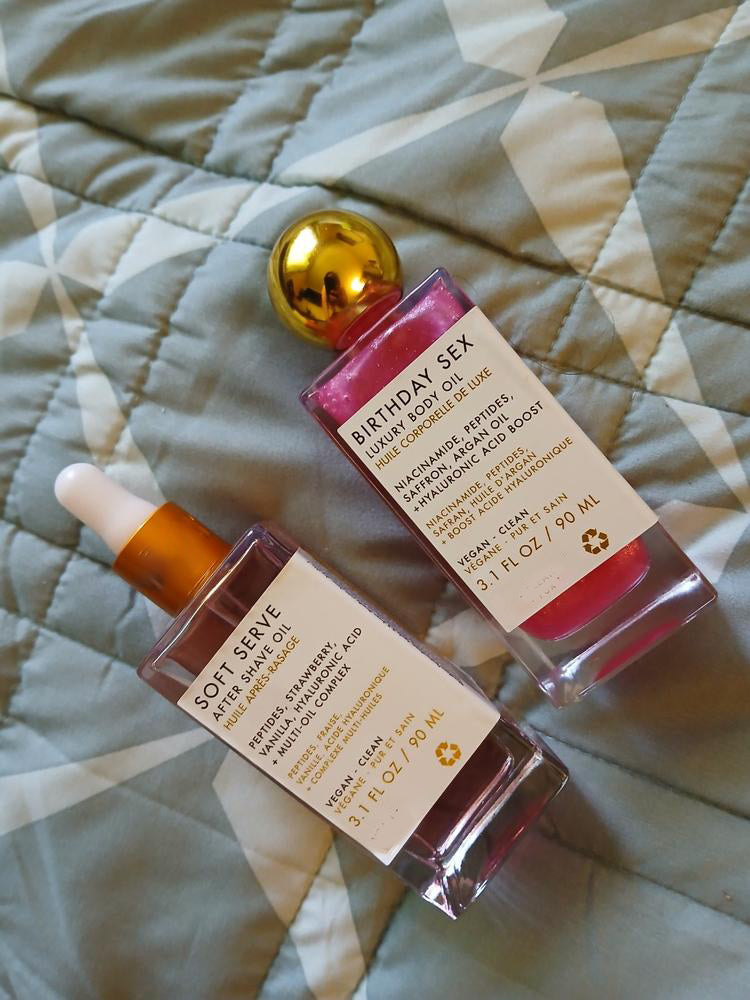 BIRTHDAY SEX
LUXURY BODY OIL
HUILE CORPORELLE DE LUXE
NIACINAMIDE, PEPTIDES,
SAFFRON, ARGAN OIL
+HYALURONIC ACID BOOST
NIACINAMIDE, PEPTIDES
SAFRAN, HUILE D'ARGAN
+ BOOST ACIDE HYALURONIQUE
VEGAN - CLEAN
VÉGANE - PUR ET SAIN
3.1 FL OZ / 90 ML
SOFT SERVE
AFTER SHAVE OIL
HUILE APRÈS-RASAGE
PEPTIDES, STRAWBERRY,
VANILLA, HYALURONIC ACID
+ MULTI-OIL COMPLEX
PEPTIDES, FRAISE,
VANILLE, ACIDE HYALURONIQUE
+ COMPLEXE MULTI-HUILES
VEGAN - CLEAN
VÉGANE - PUR ET SAIN
3.1 FL OZ / 90 ML